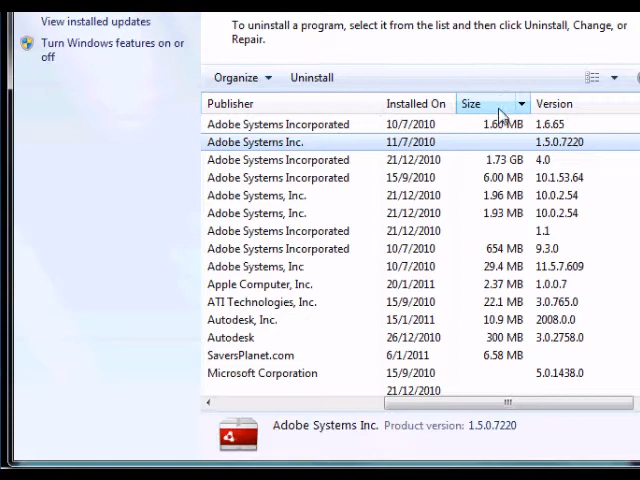 View installed updates
Turn Windows features on or
off
To uninstall a program, select it from the list and then click Uninstall, Change, or
Repair.
Organize Uninstall
Publisher Installed On Size Version
Adobe Systems Incorporated 10/7/2010 1.60 MB 1.6.65
Adobe Systems Inc. 11/7/2010 1.5.0.7220
Adobe Systems Incorporated 21/12/2010 1.73 GB 4.0
Adobe Systems Incorporated 15/9/2010 6.00 MB 10.1.53.64
Adobe Systems, Inc. 21/12/2010 1.96 MB 10.0.2.54
Adobe Systems, Inc. 21/12/2010 1.93 MB 10.0.2.54
Adobe Systems Incorporated 21/12/2010 1.1
Adobe Systems Incorporated 10/7/2010 654 MB 9.3.0
Adobe Systems, Inc 10/7/2010 29.4 MB 11.5.7.609
Apple Computer, Inc. 20/1/2011 2.37 MB 1.0.0.7
ATI Technologies, Inc. 15/9/2010 22.1 MB 3.0.765.0
Autodesk, Inc. 15/1/2011 10.9 MB 2008.0.0
Autodesk 26/12/2010 300 MB 3.0.2758.0
SaversPlanet.com 6/1/2011 6.58 MB
Microsoft Corporation 15/9/2010 5.0.1438.0
21/12/2010
Adobe Systems Inc. Product version: 1.5.0.7220